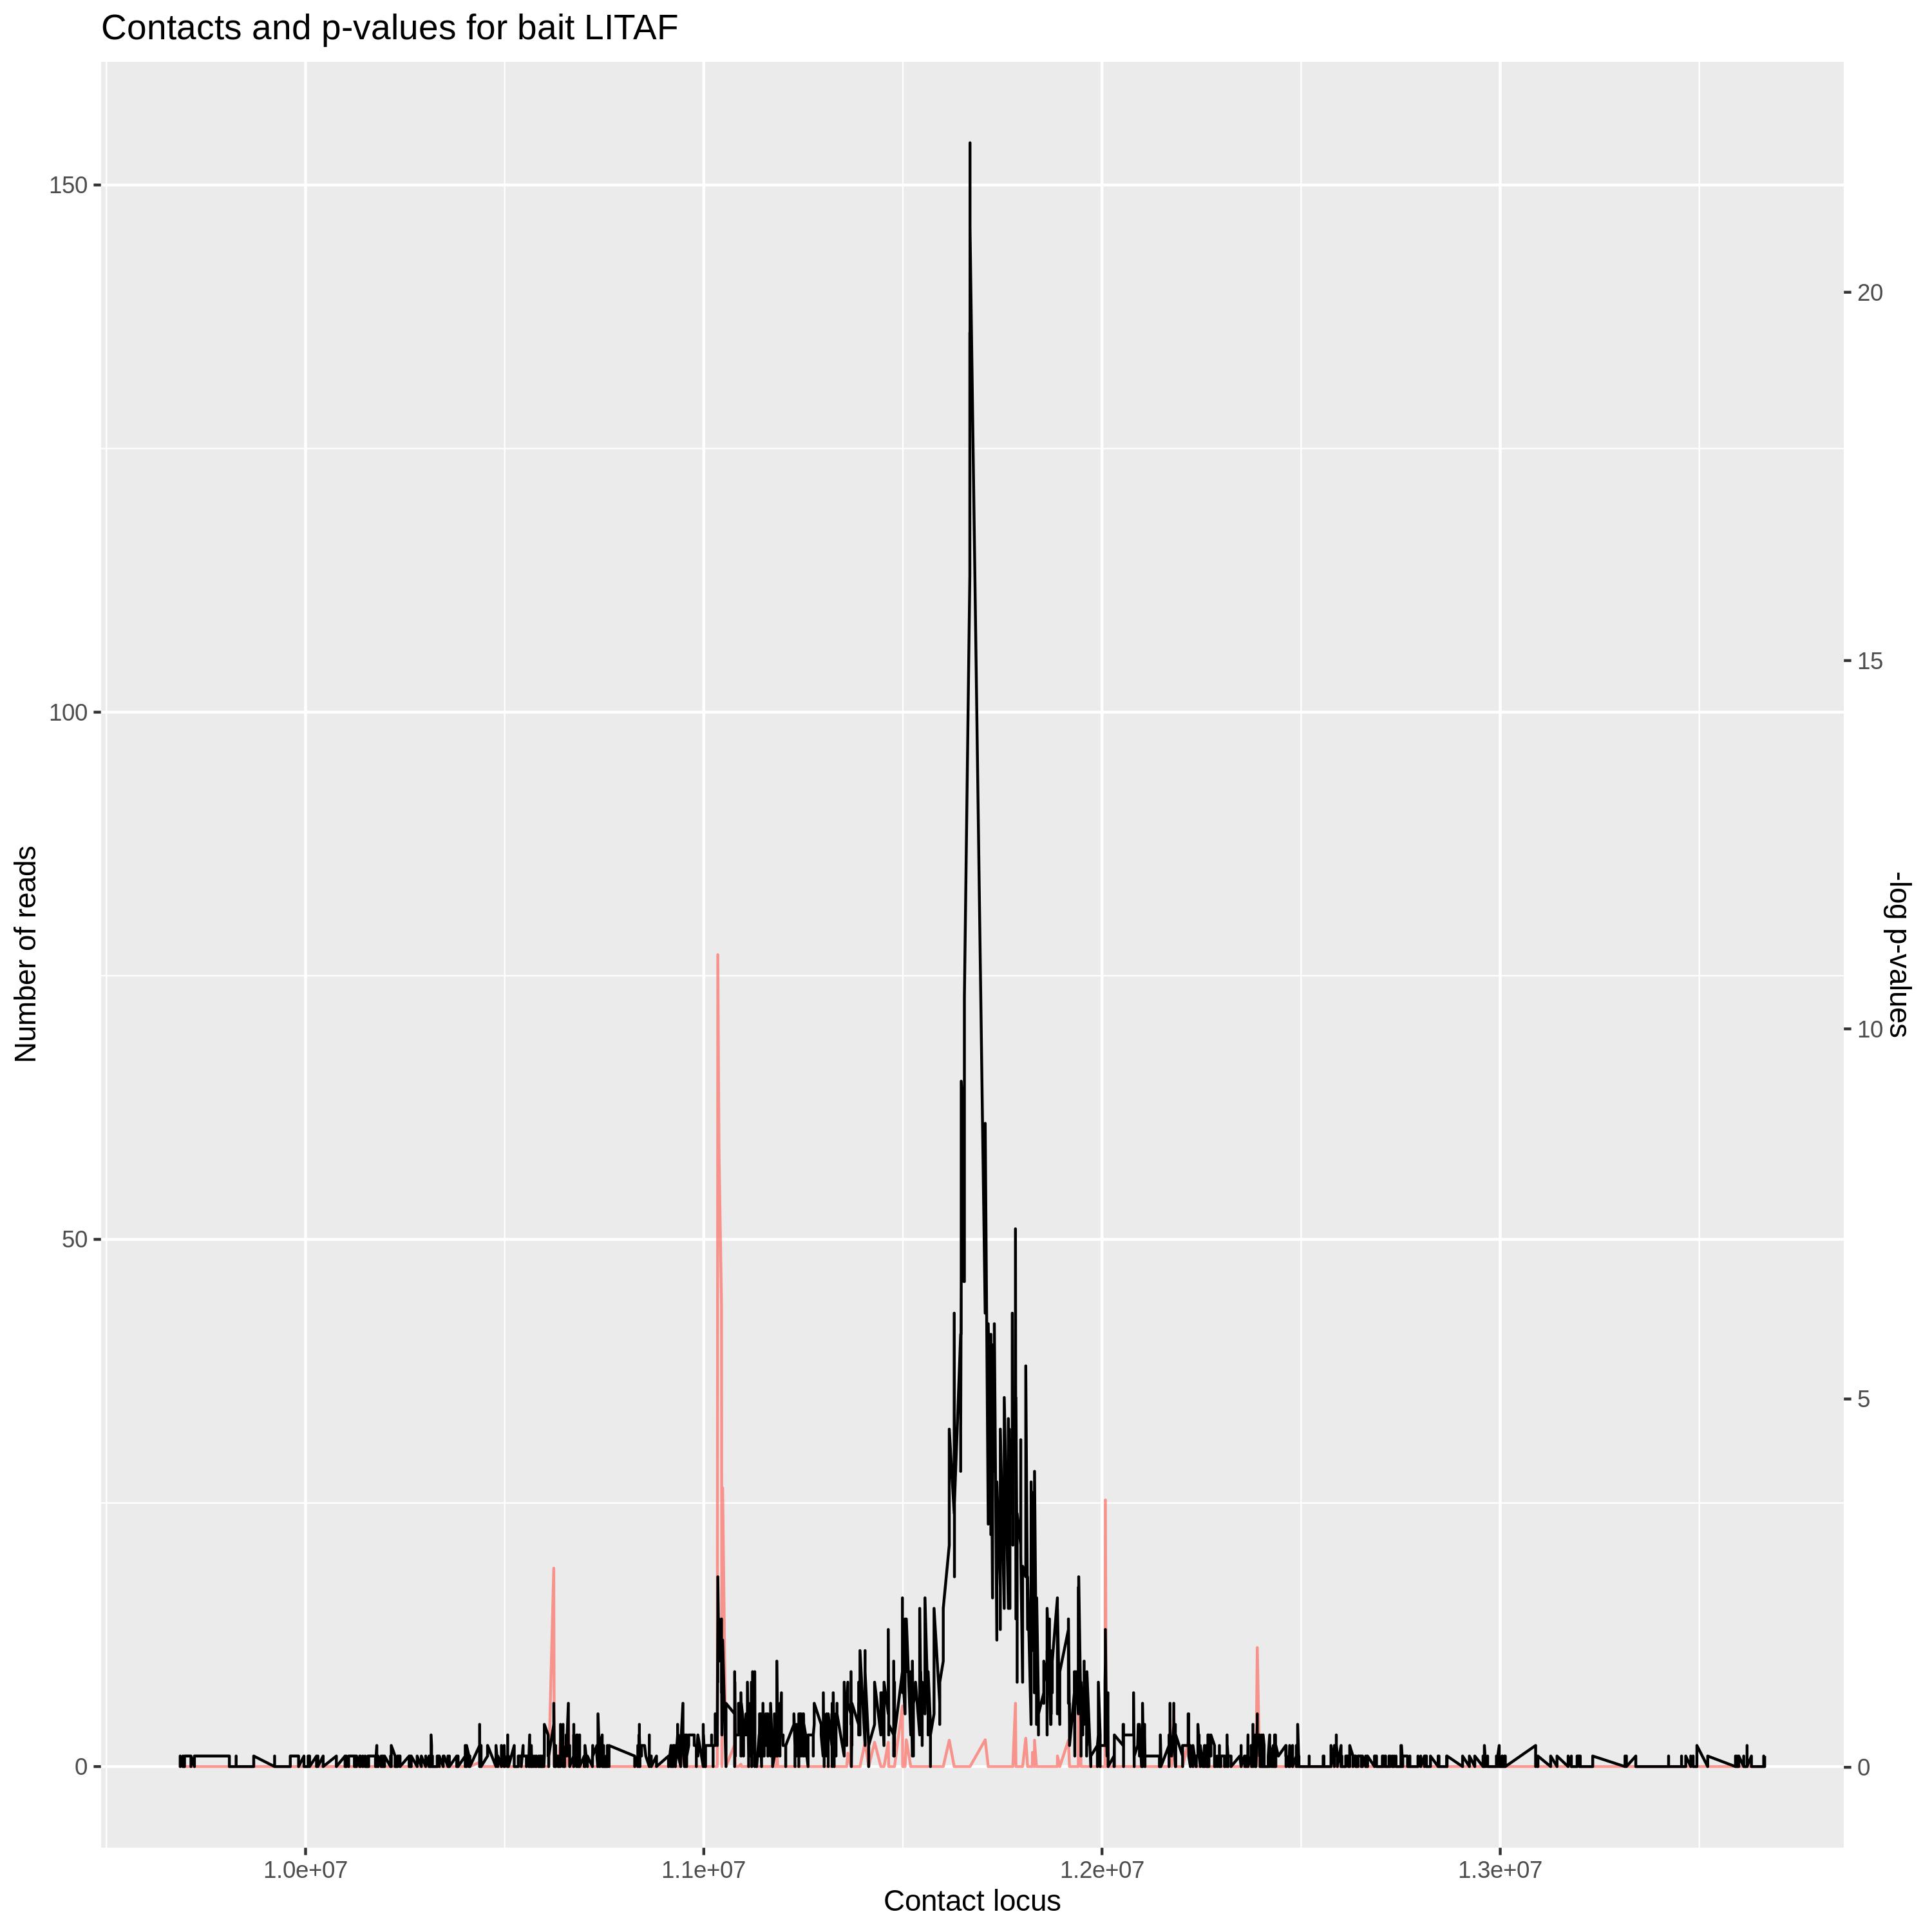 Contacts and p-values for bait LITAF
Number of reads
150
100
50
0
20
15
10
5
0
-log p-values
1.0e+07
1.1e+07
1.2e+07
1.3e+07
Contact locus